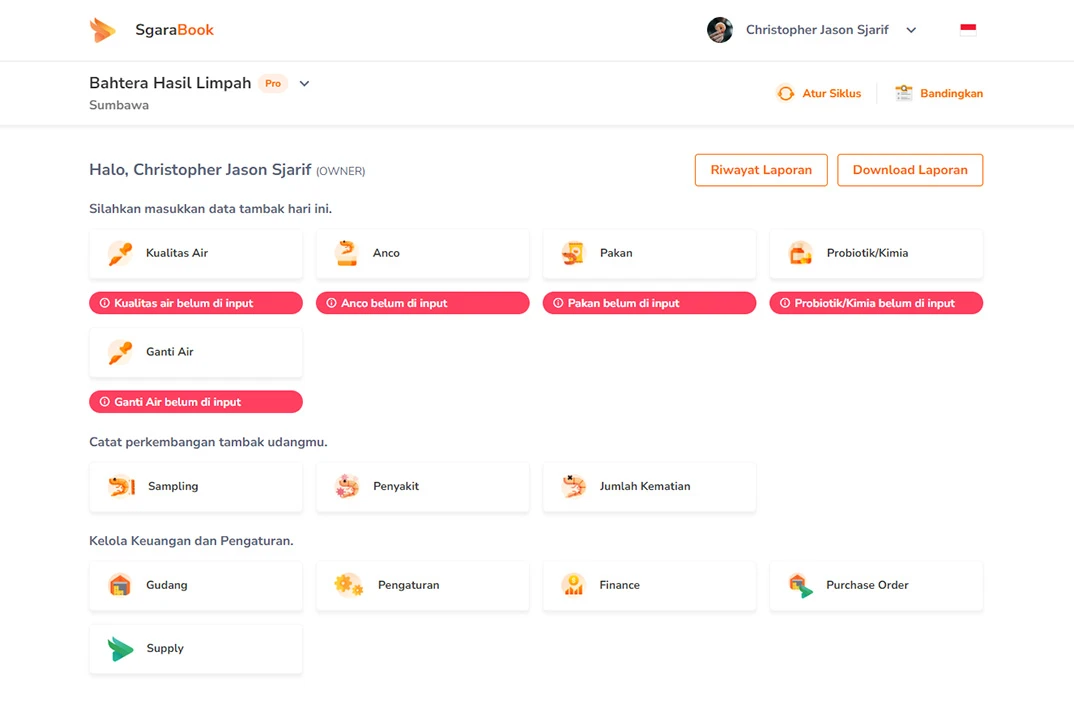 SgaraBook
Christopher Jason Sjarif
Bahtera Hasil Limpah Pro
Sumbawa
Atur Siklus
Bandingkan
Halo, Christopher Jason Sjarif (OWNER)
Riwayat Laporan
Download Laporan
Silahkan masukkan data tambak hari ini.
Kualitas Air
Anco
Pakan
Probiotik/Kimia
Kualitas air belum di input
Anco belum di input
Pakan belum di input
Probiotik/Kimia belum di input
Ganti Air
Ganti Air belum di input
Catat perkembangan tambak udangmu.
Sampling
Penyakit
Jumlah Kematian
Kelola Keuangan dan Pengaturan.
Gudang
Pengaturan
Finance
Purchase Order
Supply